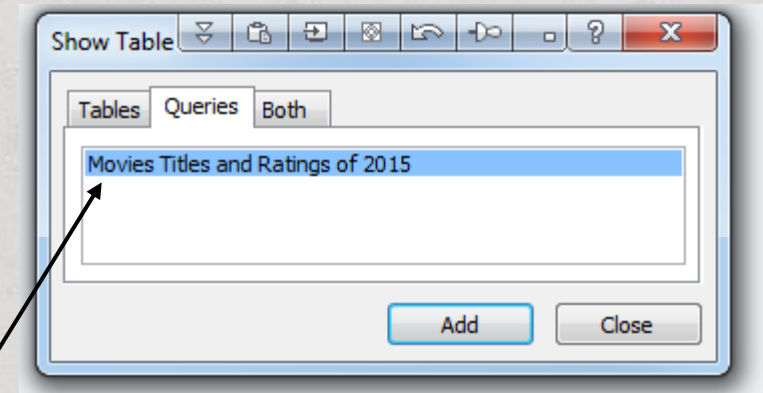 Show Table
Tables Queries Both
Movies Titles and Ratings of 2015
Add Close